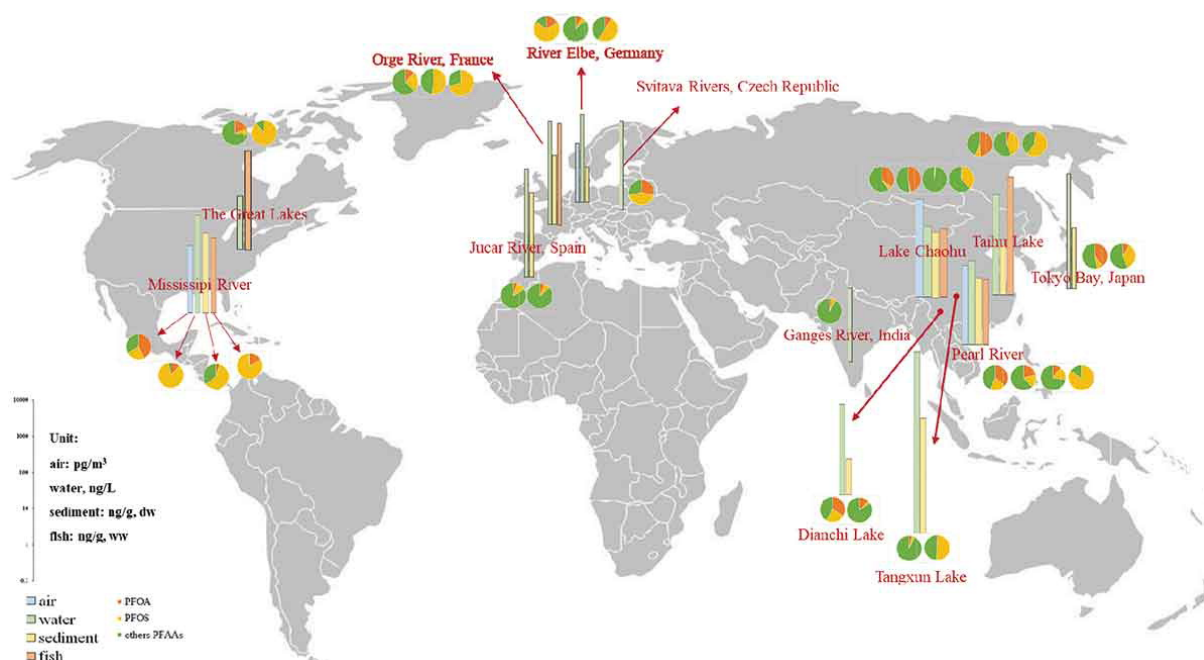 River Elbe, Germany
Orge River, France
Svitava Rivers, Czech Republic
The Great Lakes
Jucar River, Spain
Lake Chaohu
Taihu Lake
Mississipi River
Tokyo Bay, Japan
Ganges River, India
Pearl River
10000
1000
100
10
1
0.1
Unit:
air: pg/m³
water, ng/L
sediment: ng/g, dw
fish: ng/g, ww
Dianchi Lake
Tangxun Lake
air
water
sediment
fish
PFOA
PFOS
others PFAAs